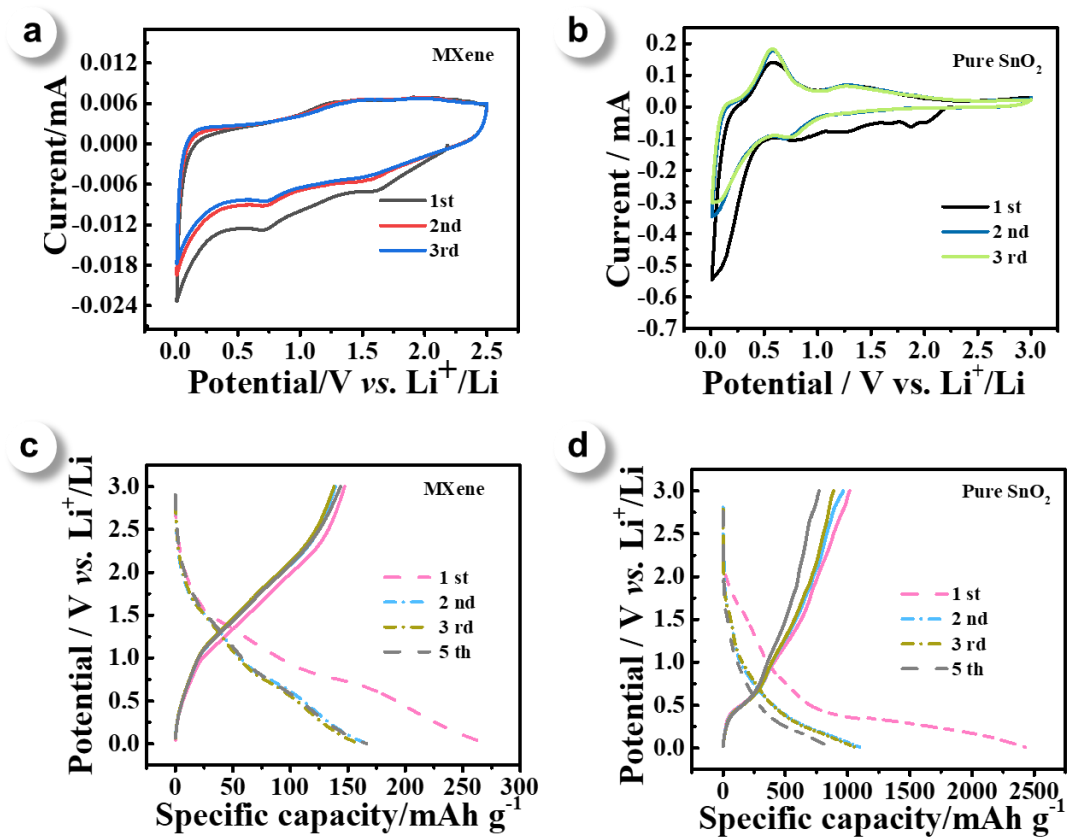 a
MXene
Current/mA
0.012
0.006
0.000
-0.006
-0.012
-0.018
-0.024
1st
2nd
3rd
0.0 0.5 1.0 1.5 2.0 2.5
Potential/V vs. Li⁺/Li
b
Pure SnO₂
Current / mA
0.2
0.1
0.0
-0.1
-0.2
-0.3
-0.4
-0.5
-0.6
-0.7
1 st
2 nd
3 rd
0.0 0.5 1.0 1.5 2.0 2.5 3.0
Potential / V vs. Li⁺/Li
c
MXene
Potential / V vs. Li⁺/Li
3.0
2.5
2.0
1.5
1.0
0.5
0.0
1 st
2 nd
3 rd
5 th
0 50 100 150 200 250 300
Specific capacity/mAh g⁻¹
d
Pure SnO₂
Potential / V vs. Li⁺/Li
3.0
2.5
2.0
1.5
1.0
0.5
0.0
1 st
2 nd
3 rd
5 th
0 500 1000 1500 2000 2500
Specific capacity/mAh g⁻¹